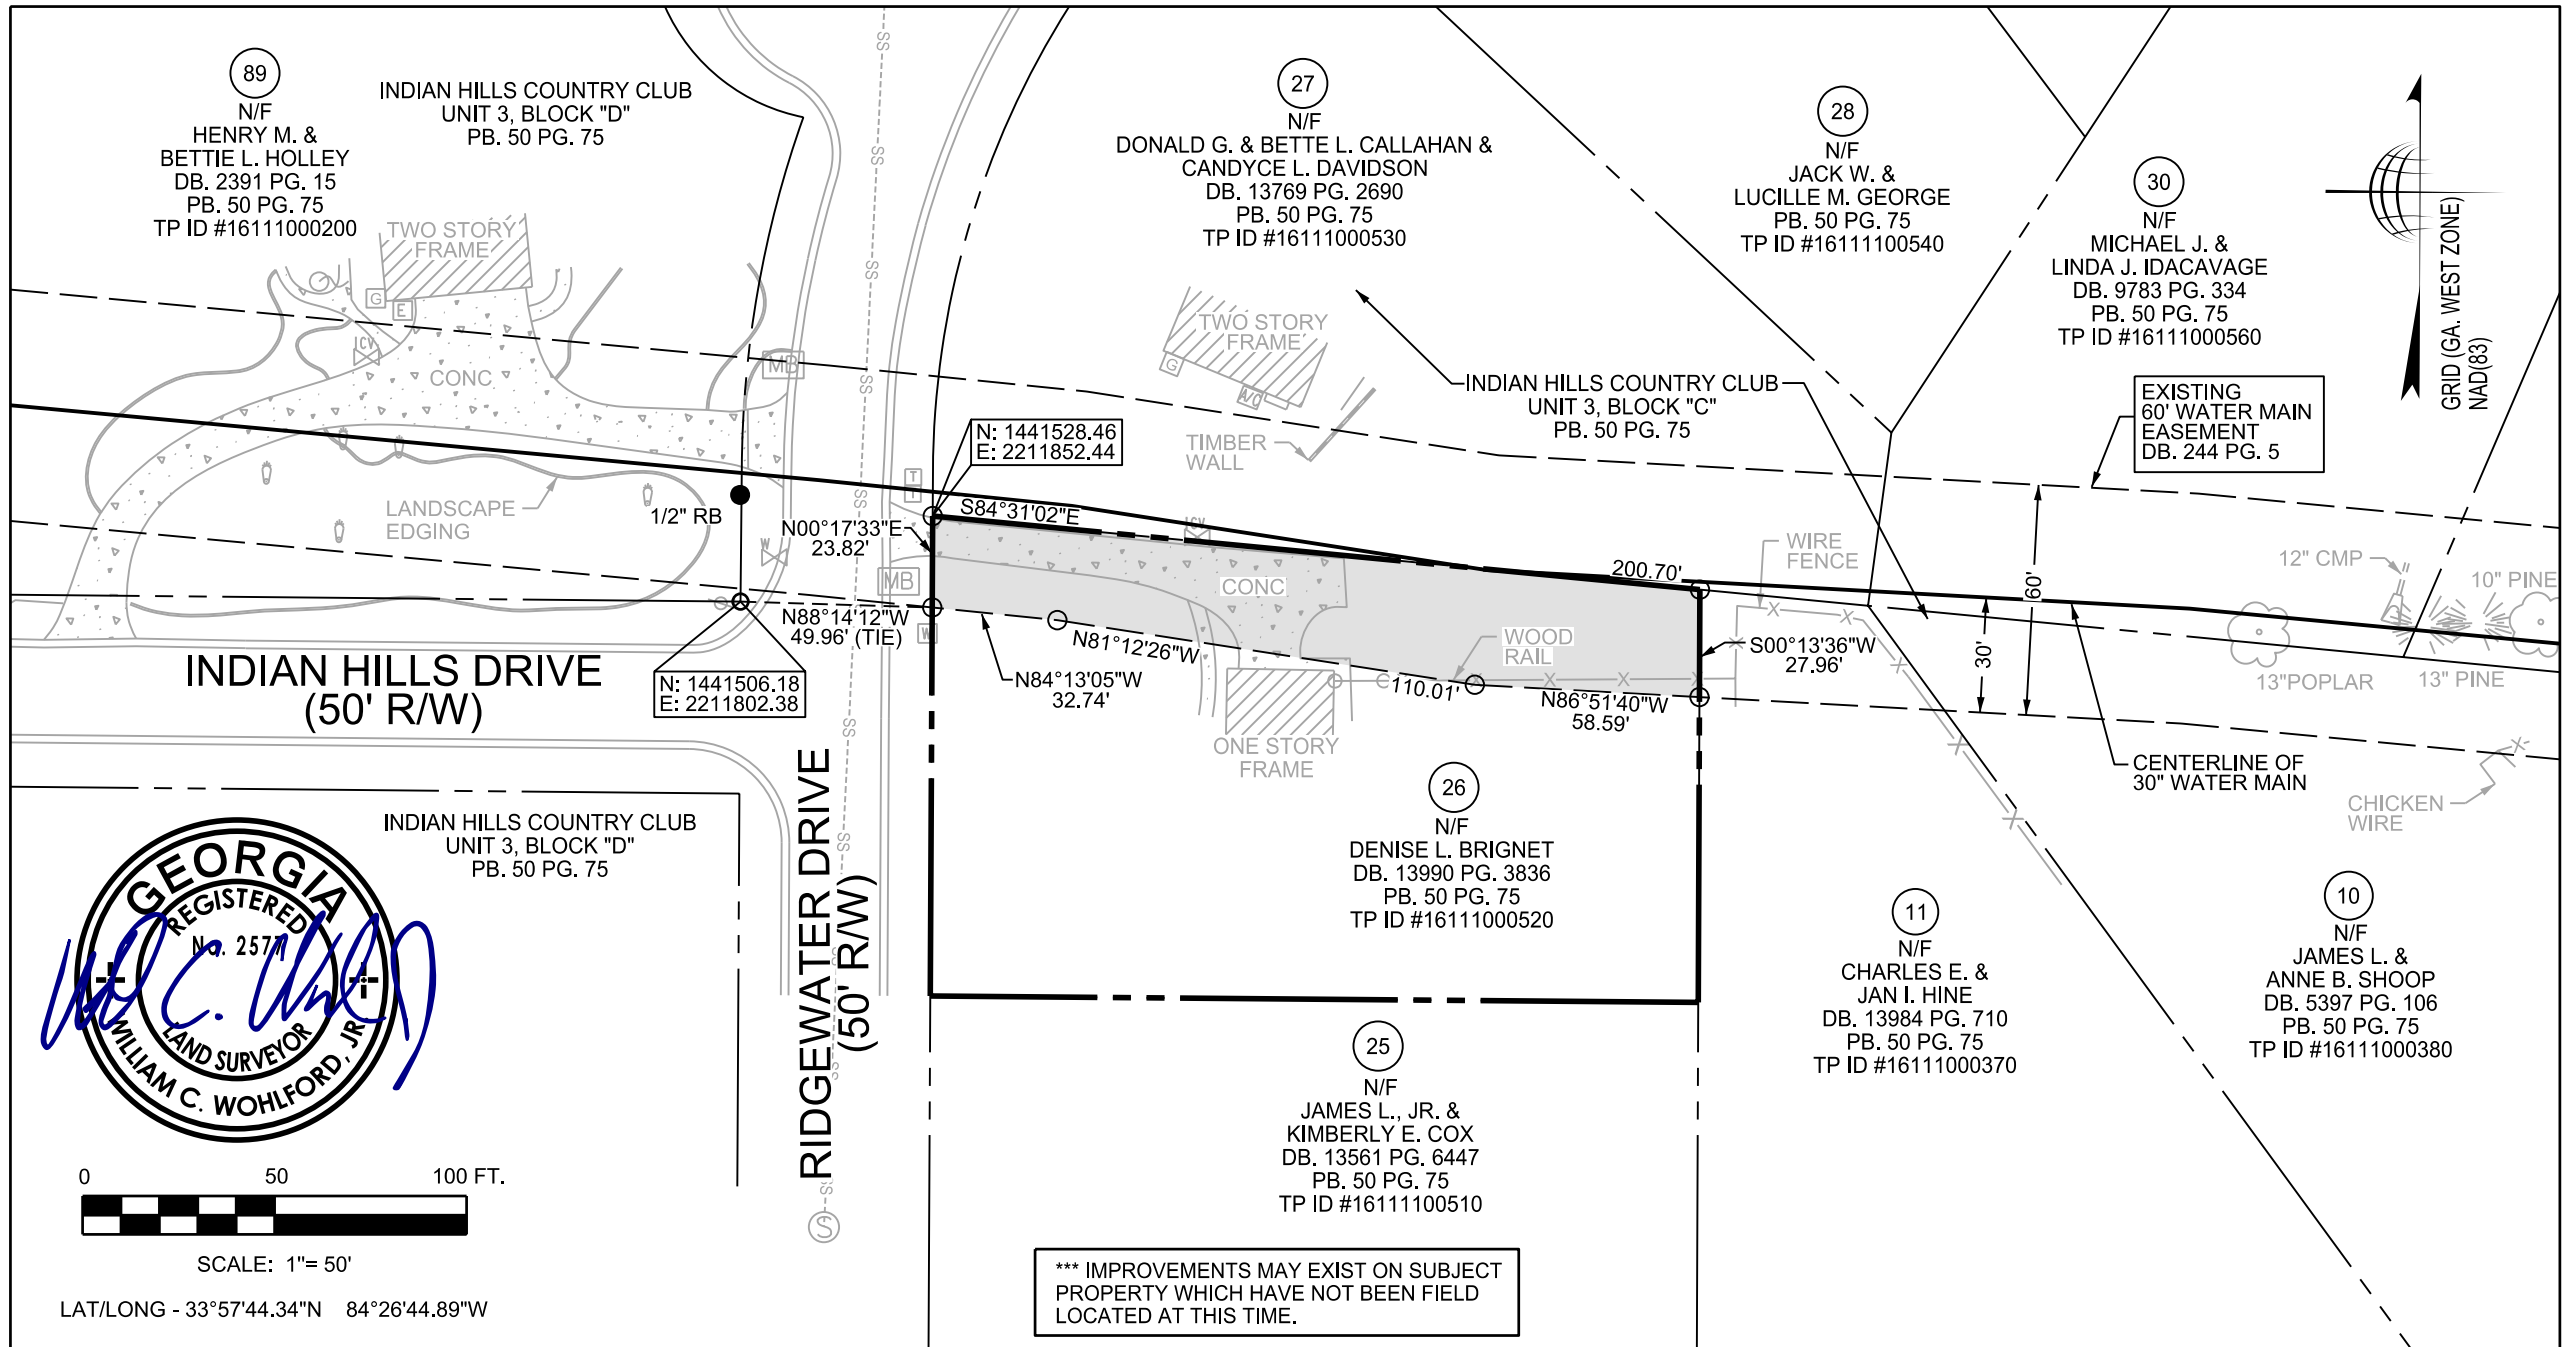 89
N/F
HENRY M. &
BETTIE L. HOLLEY
DB. 2391 PG. 15
PB. 50 PG. 75
TP ID #16111000200
INDIAN HILLS COUNTRY CLUB
UNIT 3, BLOCK "D"
PB. 50 PG. 75
27
N/F
DONALD G. & BETTE L. CALLAHAN &
CANDYCE L. DAVIDSON
DB. 13769 PG. 2690
PB. 50 PG. 75
TP ID #16111000530
28
N/F
JACK W. &
LUCILLE M. GEORGE
PB. 50 PG. 75
TP ID #16111100540
30
N/F
MICHAEL J. &
LINDA J. IDACAVAGE
DB. 9783 PG. 334
PB. 50 PG. 75
TP ID #16111000560
GRID (GA. WEST ZONE)
NAD(83)
TWO STORY
FRAME
G
E
ICV
CONC
MB
SS
SS
SS
SS
SS
SS
SS
SS
TWO STORY
FRAME
G
A/C
TIMBER
WALL
INDIAN HILLS COUNTRY CLUB
UNIT 3, BLOCK "C"
PB. 50 PG. 75
EXISTING
60' WATER MAIN
EASEMENT
DB. 244 PG. 5
N: 1441528.46
E: 2211852.44
LANDSCAPE
EDGING
1/2" RB
T
T
W
MB
W
N00°17'33"E
23.82'
S84°31'02"E
200.70'
ICV
CONC
WIRE
FENCE
60'
30'
12" CMP
10" PINE
13"POPLAR
13" PINE
N88°14'12"W
49.96' (TIE)
N84°13'05"W
32.74'
N81°12'26"W
110.01'
WOOD
RAIL
N86°51'40"W
58.59'
S00°13'36"W
27.96'
N: 1441506.18
E: 2211802.38
INDIAN HILLS DRIVE
(50' R/W)
ONE STORY
FRAME
CENTERLINE OF
30" WATER MAIN
CHICKEN
WIRE
INDIAN HILLS COUNTRY CLUB
UNIT 3, BLOCK "D"
PB. 50 PG. 75
RIDGEWATER DRIVE
(50' R/W)
S
26
N/F
DENISE L. BRIGNET
DB. 13990 PG. 3836
PB. 50 PG. 75
TP ID #16111000520
11
N/F
CHARLES E. &
JAN I. HINE
DB. 13984 PG. 710
PB. 50 PG. 75
TP ID #16111000370
10
N/F
JAMES L. &
ANNE B. SHOOP
DB. 5397 PG. 106
PB. 50 PG. 75
TP ID #16111000380
25
N/F
JAMES L., JR. &
KIMBERLY E. COX
DB. 13561 PG. 6447
PB. 50 PG. 75
TP ID #16111100510
GEORGIA
REGISTERED
No. 2577
LAND SURVEYOR
WILLIAM C. WOHLFORD, JR.
0 50 100 FT.
SCALE: 1"= 50'
LAT/LONG - 33°57'44.34"N 84°26'44.89"W
*** IMPROVEMENTS MAY EXIST ON SUBJECT
PROPERTY WHICH HAVE NOT BEEN FIELD
LOCATED AT THIS TIME.